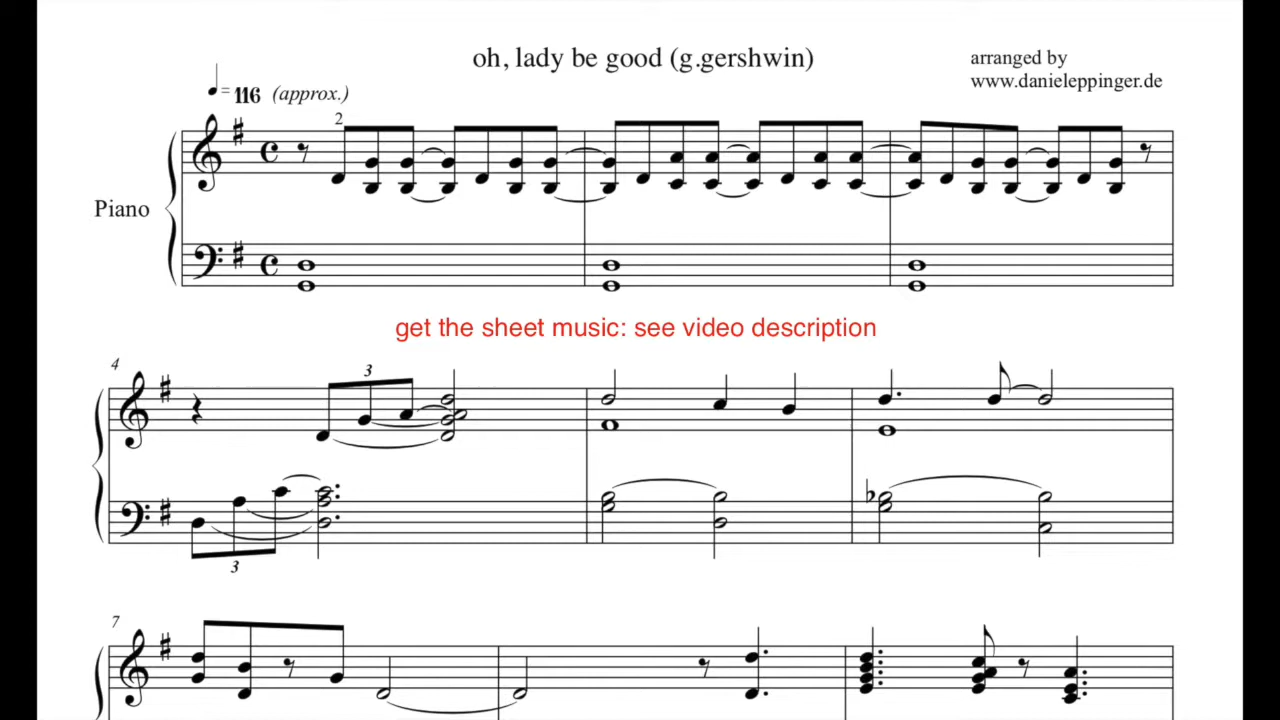 oh, lady be good (g.gershwin)
arranged by
www.danieleppinger.de
= 116 (approx.)
2
Piano
get the sheet music: see video description
4
3
3
7